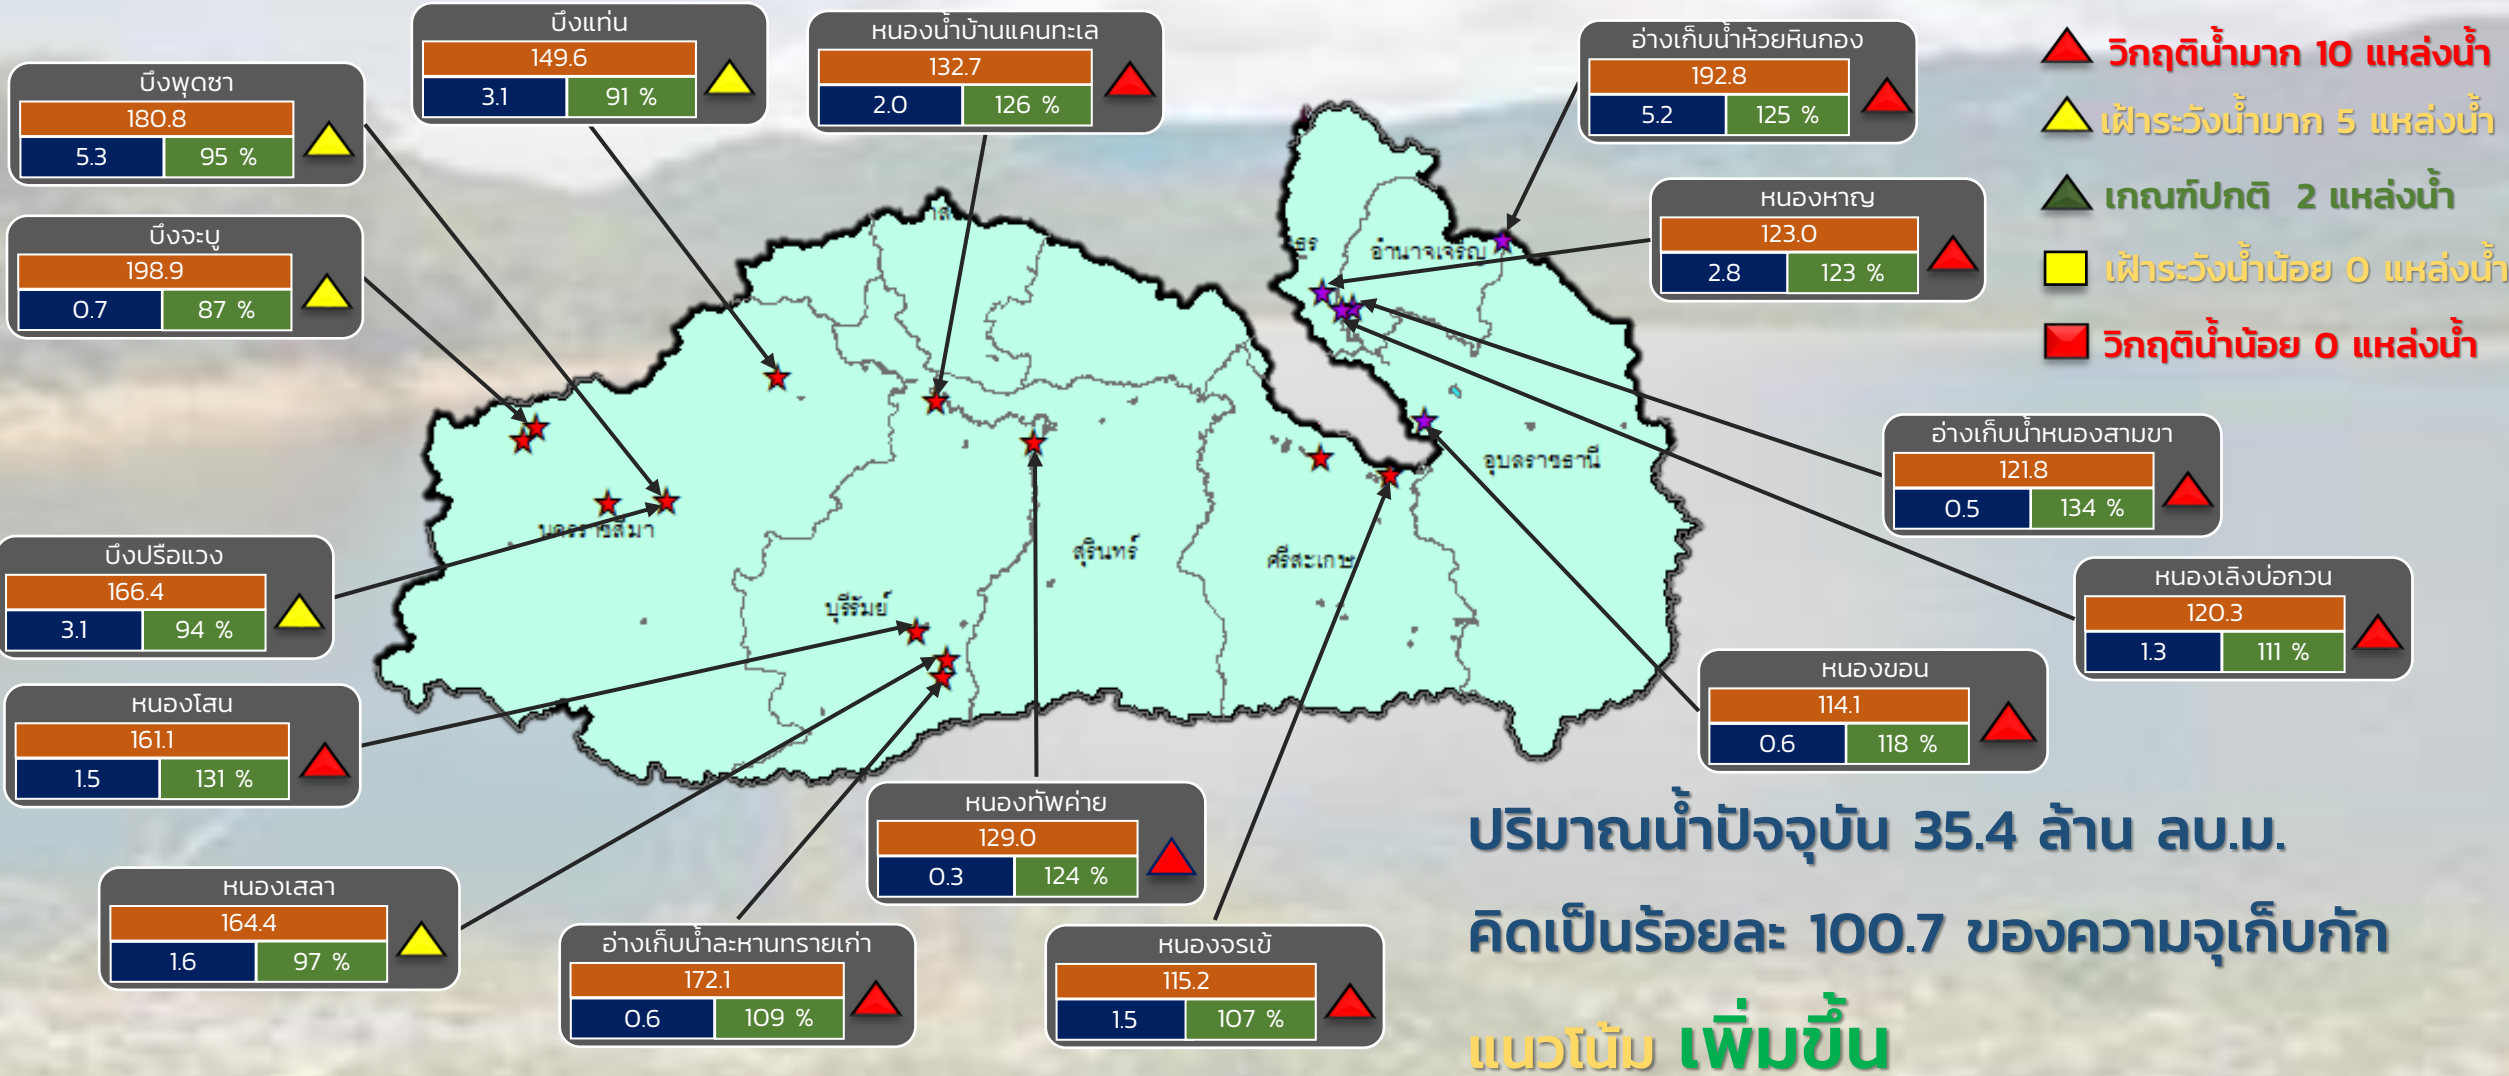 บึงแท่น
149.6
3.1 91 %
หนองน้ำบ้านแคนทะเล
132.7
2.0 126 %
อ่างเก็บน้ำห้วยหินกอง
192.8
5.2 125 %
วิกฤติน้ำมาก 10 แหล่งน้ำ
เฝ้าระวังน้ำมาก 5 แหล่งน้ำ
เกณฑ์ปกติ 2 แหล่งน้ำ
เฝ้าระวังน้ำน้อย 0 แหล่งน้ำ
วิกฤติน้ำน้อย 0 แหล่งน้ำ
บึงพุดซา
180.8
5.3 95 %
บึงจะบู
198.9
0.7 87 %
หนองหาญ
123.0
2.8 123 %
อำนาจเจริญ
อ่างเก็บน้ำหนองสามขา
121.8
0.5 134 %
อุบลราชธานี
นครราชสีมา
สุรินทร์
ศรีสะเกษ
บุรีรัมย์
บึงปรือแวง
166.4
3.1 94 %
หนองเลิงบ่อกวน
120.3
1.3 111 %
หนองขอน
114.1
0.6 118 %
หนองโสน
161.1
1.5 131 %
หนองทัพค่าย
129.0
0.3 124 %
หนองเสลา
164.4
1.6 97 %
อ่างเก็บน้ำละหานทรายเก่า
172.1
0.6 109 %
หนองจรเข้
115.2
1.5 107 %
ปริมาณน้ำปัจจุบัน 35.4 ล้าน ลบ.ม.
คิดเป็นร้อยละ 100.7 ของความจุเก็บกัก
แนวโน้ม เพิ่มขึ้น